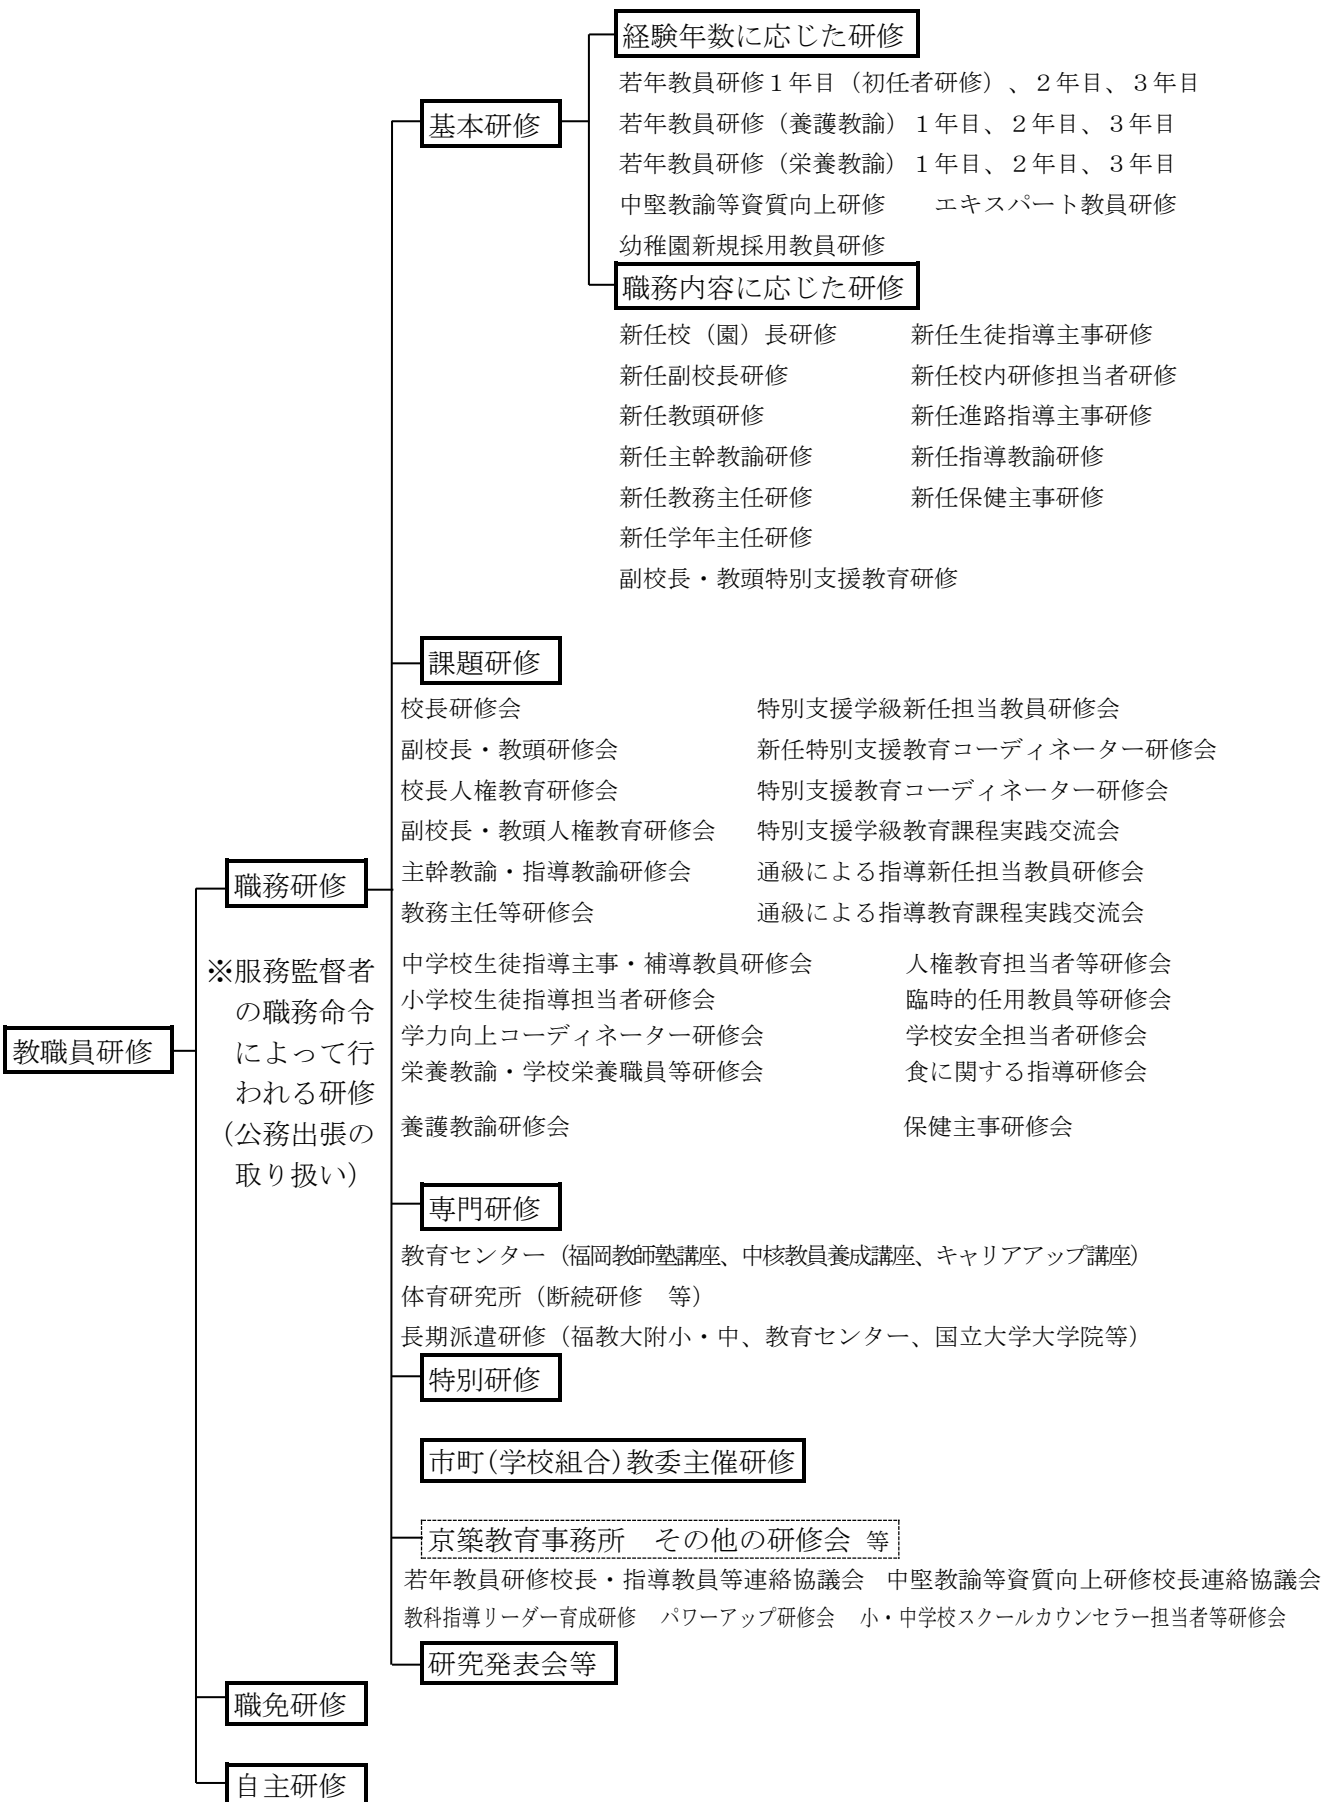 経験年数に応じた研修
若年教員研修１年目（初任者研修）、２年目、３年目
基本研修
若年教員研修（養護教諭）１年目、２年目、３年目
若年教員研修（栄養教諭）１年目、２年目、３年目
中堅教諭等資質向上研修　　エキスパート教員研修
幼稚園新規採用教員研修
職務内容に応じた研修
新任校（園）長研修　　　新任生徒指導主事研修
新任副校長研修　　　　　新任校内研修担当者研修
新任教頭研修　　　　　　新任進路指導主事研修
新任主幹教諭研修　　　　新任指導教諭研修
新任教務主任研修　　　　新任保健主事研修
新任学年主任研修
副校長・教頭特別支援教育研修
課題研修
校長研修会　　　　　　　特別支援学級新任担当教員研修会
副校長・教頭研修会　　　新任特別支援教育コーディネーター研修会
校長人権教育研修会　　　特別支援教育コーディネーター研修会
副校長・教頭人権教育研修会　特別支援学級教育課程実践交流会
主幹教諭・指導教諭研修会　　通級による指導新任担当教員研修会
教務主任等研修会　　　　通級による指導教育課程実践交流会
職務研修
※服務監督者
の職務命令
によって行
われる研修
（公務出張の
取り扱い）
中学校生徒指導主事・補導教員研修会　　人権教育担当者等研修会
小学校生徒指導担当者研修会　　　　　　臨時的任用教員等研修会
学力向上コーディネーター研修会　　　　学校安全担当者研修会
栄養教諭・学校栄養職員等研修会　　　　食に関する指導研修会
養護教諭研修会　　　　　　　　　　　　保健主事研修会
教職員研修
専門研修
教育センター（福岡教師塾講座、中核教員養成講座、キャリアアップ講座）
体育研究所（断続研修　等）
長期派遣研修（福教大附小・中、教育センター、国立大学大学院等）
特別研修
市町(学校組合)教委主催研修
京築教育事務所　その他の研修会 等
若年教員研修校長・指導教員等連絡協議会　中堅教諭等資質向上研修校長連絡協議会
教科指導リーダー育成研修　パワーアップ研修会　小・中学校スクールカウンセラー担当者等研修会
研究発表会等
職免研修
自主研修